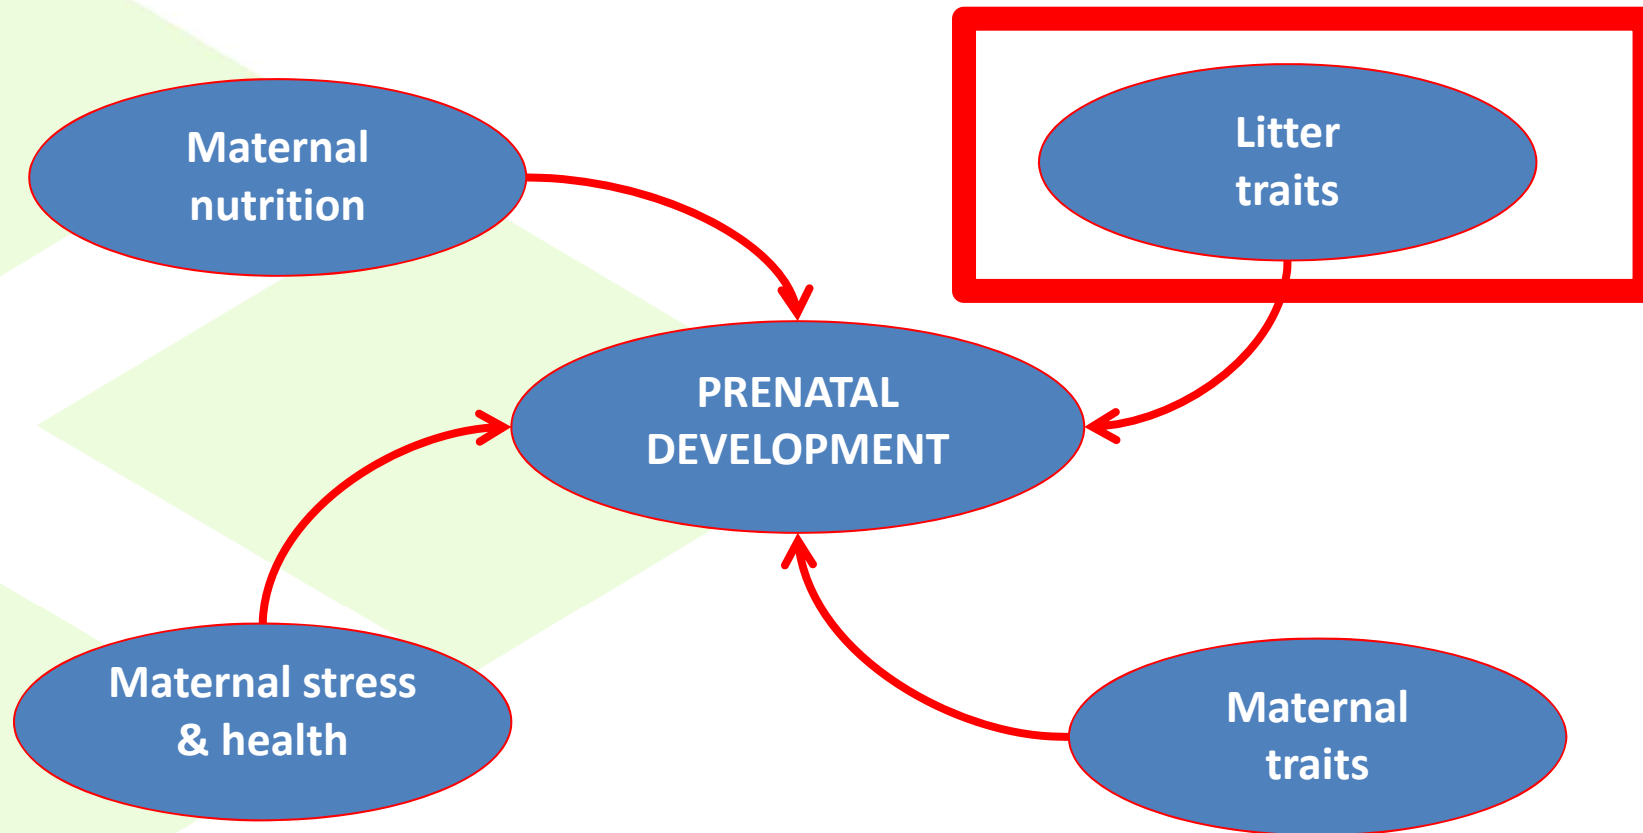 Maternal
nutrition
Litter
traits
PRENATAL
DEVELOPMENT
Maternal stress
& health
Maternal
traits